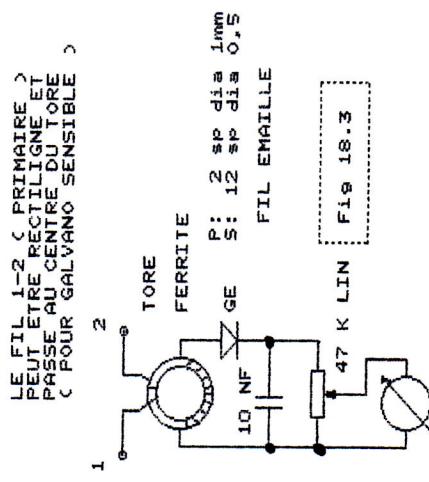 LE FIL 1-2 ( PRIMAIRE )
PEUT ETRE RECTILIGNE ET
PASSE AU CENTRE DU TORE
( POUR GALVANO SENSIBLE )
1
2
TORE
FERRITE
P: 2 sp dia 1mm
S: 12 sp dia 0,5
FIL EMAILLE
GE
10 NF
47 K LIN
Fig 18.3